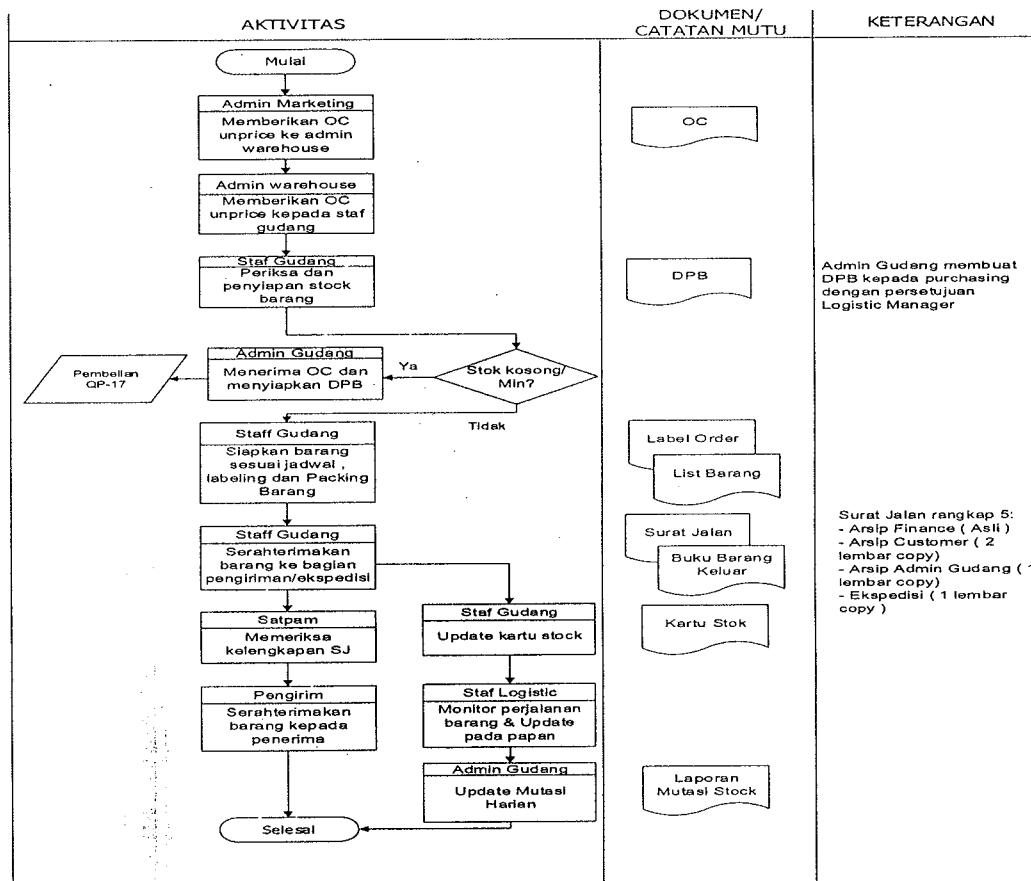 AKTIVITAS
DOKUMEN/
CATATAN MUTU
KETERANGAN
Mulai
Admin Marketing
Memberikan OC
unprice ke admin
warehouse
OC
Admin warehouse
Memberikan OC
unprice kepada staf
gudang
Staf Gudang
Periksa dan
penyiapan stock
barang
DPB
Admin Gudang membuat
DPB kepada purchasing
dengan persetujuan
Logistic Manager
Stok kosong/
Min?
Ya
Admin Gudang
Menerima OC dan
menyiapkan DPB
Pembelian
QP-17
Tidak
Staff Gudang
Siapkan barang
sesuai jadwal ,
labeling dan Packing
Barang
Label Order
List Barang
Staff Gudang
Serahterimakan
barang ke bagian
pengiriman/ekspedisi
Surat Jalan
Buku Barang
Keluar
Surat Jalan rangkap 5:
- Arsip Finance ( Asli )
- Arsip Customer ( 2
lembar copy)
- Arsip Admin Gudang ( 1
lembar copy)
- Ekspedisi ( 1 lembar
copy )
Satpam
Memeriksa
kelengkapan SJ
Staf Gudang
Update kartu stock
Kartu Stok
Pengirim
Serahterimakan
barang kepada
penerima
Staf Logistic
Monitor perjalanan
barang & Update
pada papan
Admin Gudang
Update Mutasi
Harian
Laporan
Mutasi Stock
Selesai